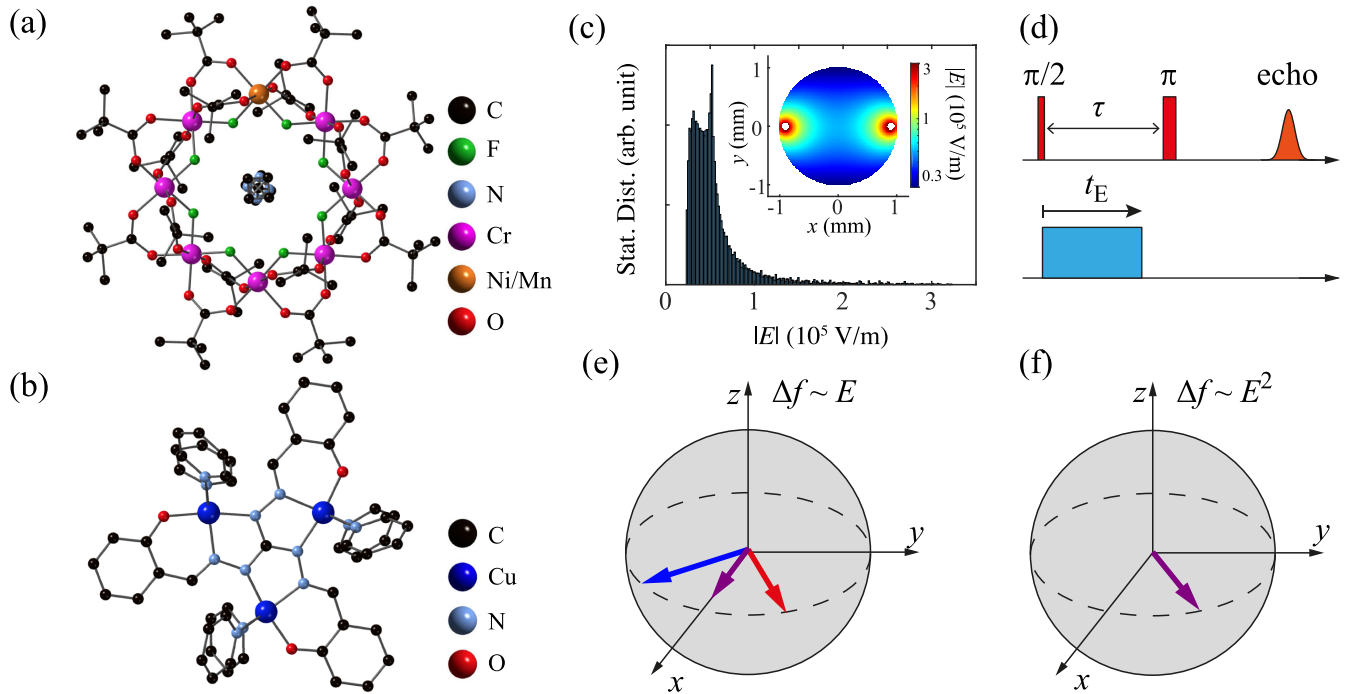 (a)
C
F
N
Cr
Ni/Mn
O
(b)
C
Cu
N
O
(c)
Stat. Dist. (arb. unit)
0 1 2 3
|E| (10⁵ V/m)
y (mm)
1
0
-1
-1 0 1
x (mm)
3
1
0.3
|E| (10⁵ V/m)
(d)
π/2 π echo
τ
t_E
(e)
z Δf ~ E
y
x
(f)
z Δf ~ E²
y
x